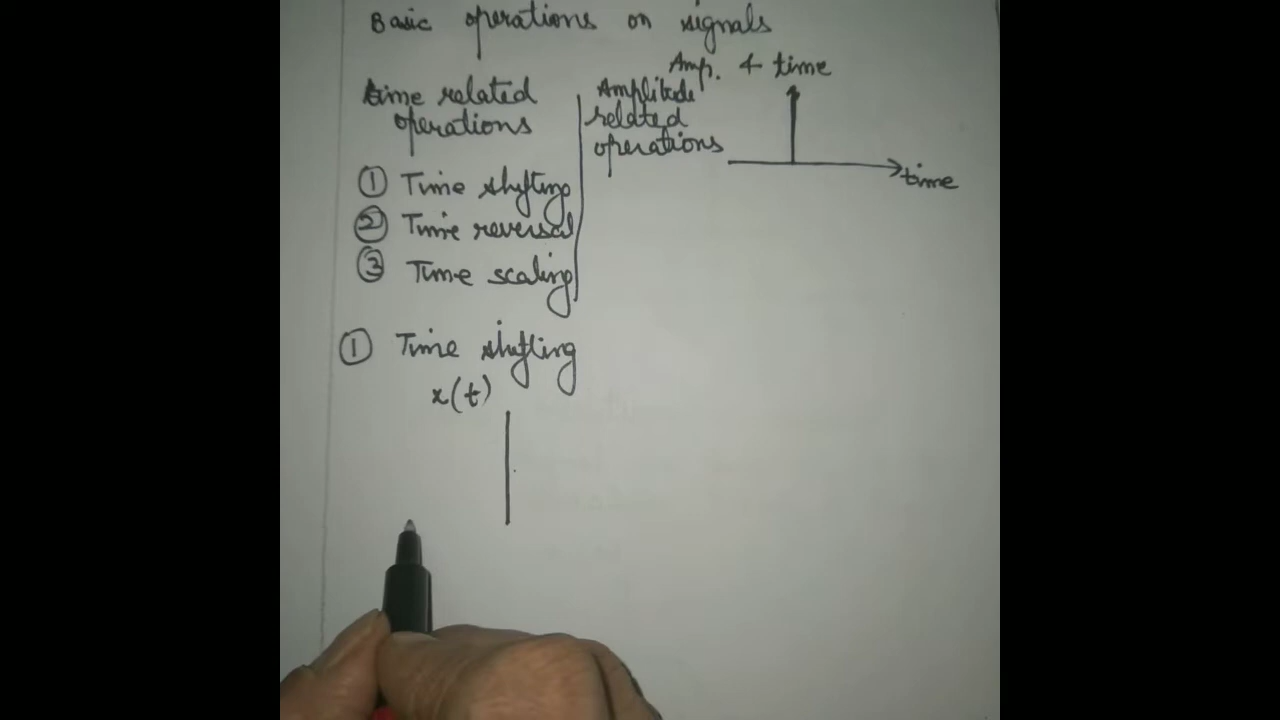 Basic operations on signals
time related
operations
① Time shifting
② Time reversal
③ Time scaling
Amplitude
related
operations
Amp. & time
time
① Time shifting
x(t)